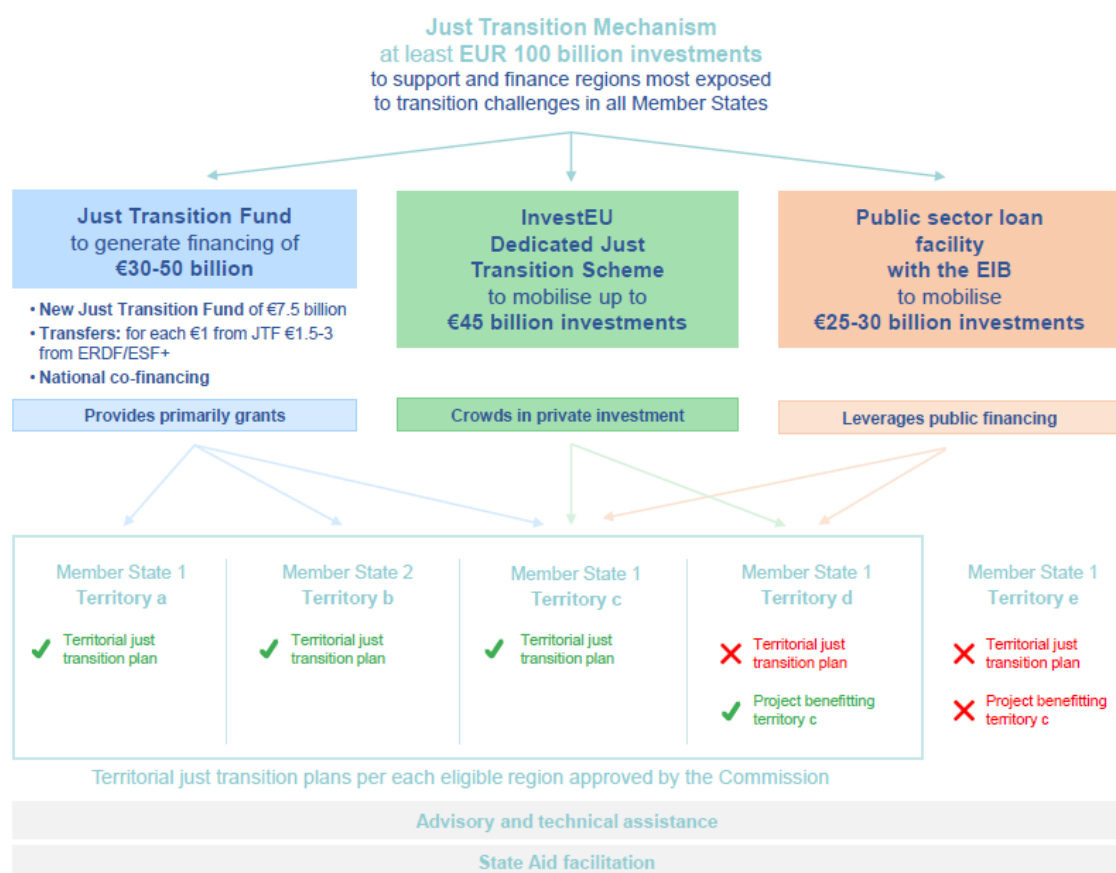 Just Transition Mechanism
at least EUR 100 billion investments
to support and finance regions most exposed
to transition challenges in all Member States
Just Transition Fund
to generate financing of
€30-50 billion
• New Just Transition Fund of €7.5 billion
• Transfers: for each €1 from JTF €1.5-3
from ERDF/ESF+
• National co-financing
Provides primarily grants
InvestEU
Dedicated Just
Transition Scheme
to mobilise up to
€45 billion investments
Crowds in private investment
Public sector loan
facility
with the EIB
to mobilise
€25-30 billion investments
Leverages public financing
Member State 1
Territory a
Territorial just
transition plan
Member State 2
Territory b
Territorial just
transition plan
Member State 1
Territory c
Territorial just
transition plan
Member State 1
Territory d
Territorial just
transition plan
Project benefitting
territory c
Member State 1
Territory e
Territorial just
transition plan
Project benefitting
territory c
Territorial just transition plans per each eligible region approved by the Commission
Advisory and technical assistance
State Aid facilitation